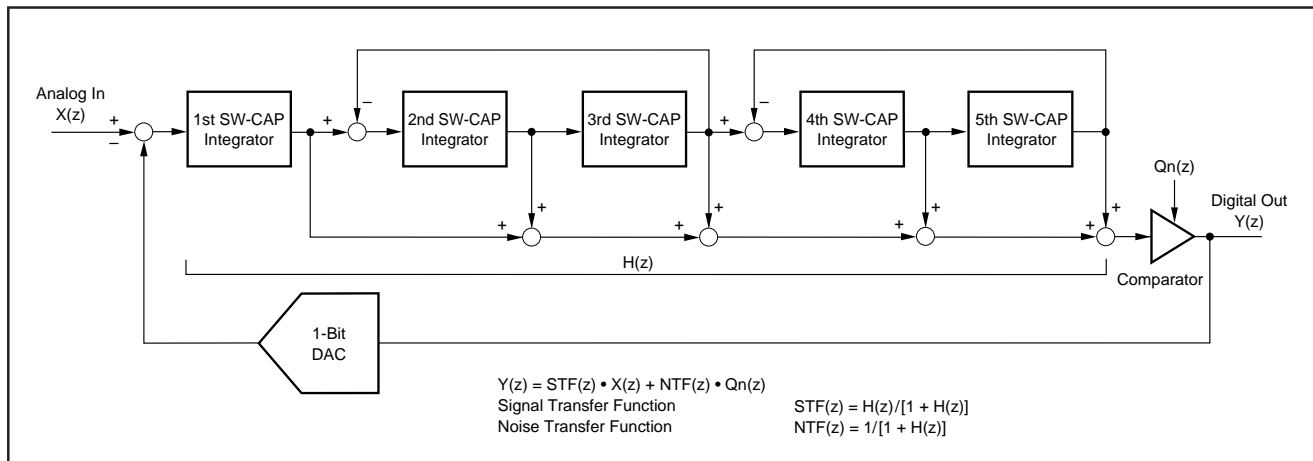 Analog In
X(z)
+
−
1st SW-CAP
Integrator
+
−
2nd SW-CAP
Integrator
3rd SW-CAP
Integrator
+
−
4th SW-CAP
Integrator
5th SW-CAP
Integrator
+
+
+
+
+
+
+
+
Qn(z)
Digital Out
Y(z)
H(z)
Comparator
1-Bit
DAC
Y(z) = STF(z) • X(z) + NTF(z) • Qn(z)
Signal Transfer Function STF(z) = H(z)/[1 + H(z)]
Noise Transfer Function NTF(z) = 1/[1 + H(z)]